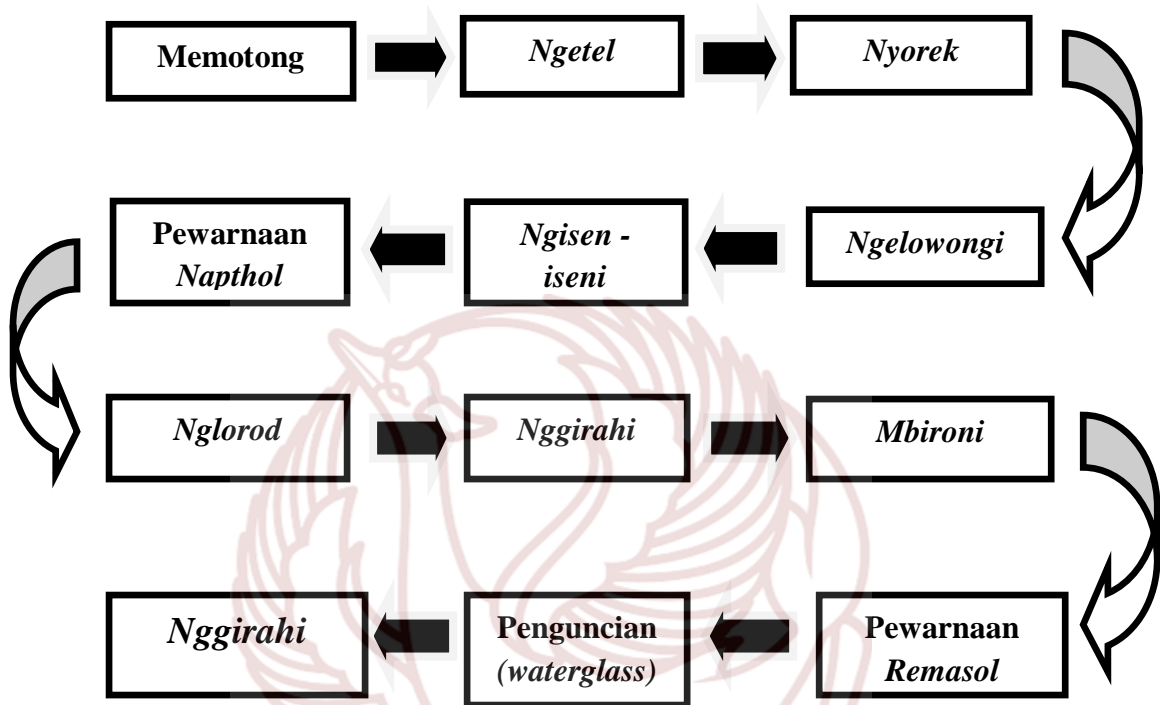 Memotong
Ngetel
Nyorek
Pewarnaan
Napthol
Ngisen -
iseni
Ngelowongi
Nglorod
Nggirahi
Mbironi
Nggirahi
Penguncian
(waterglass)
Pewarnaan
Remasol